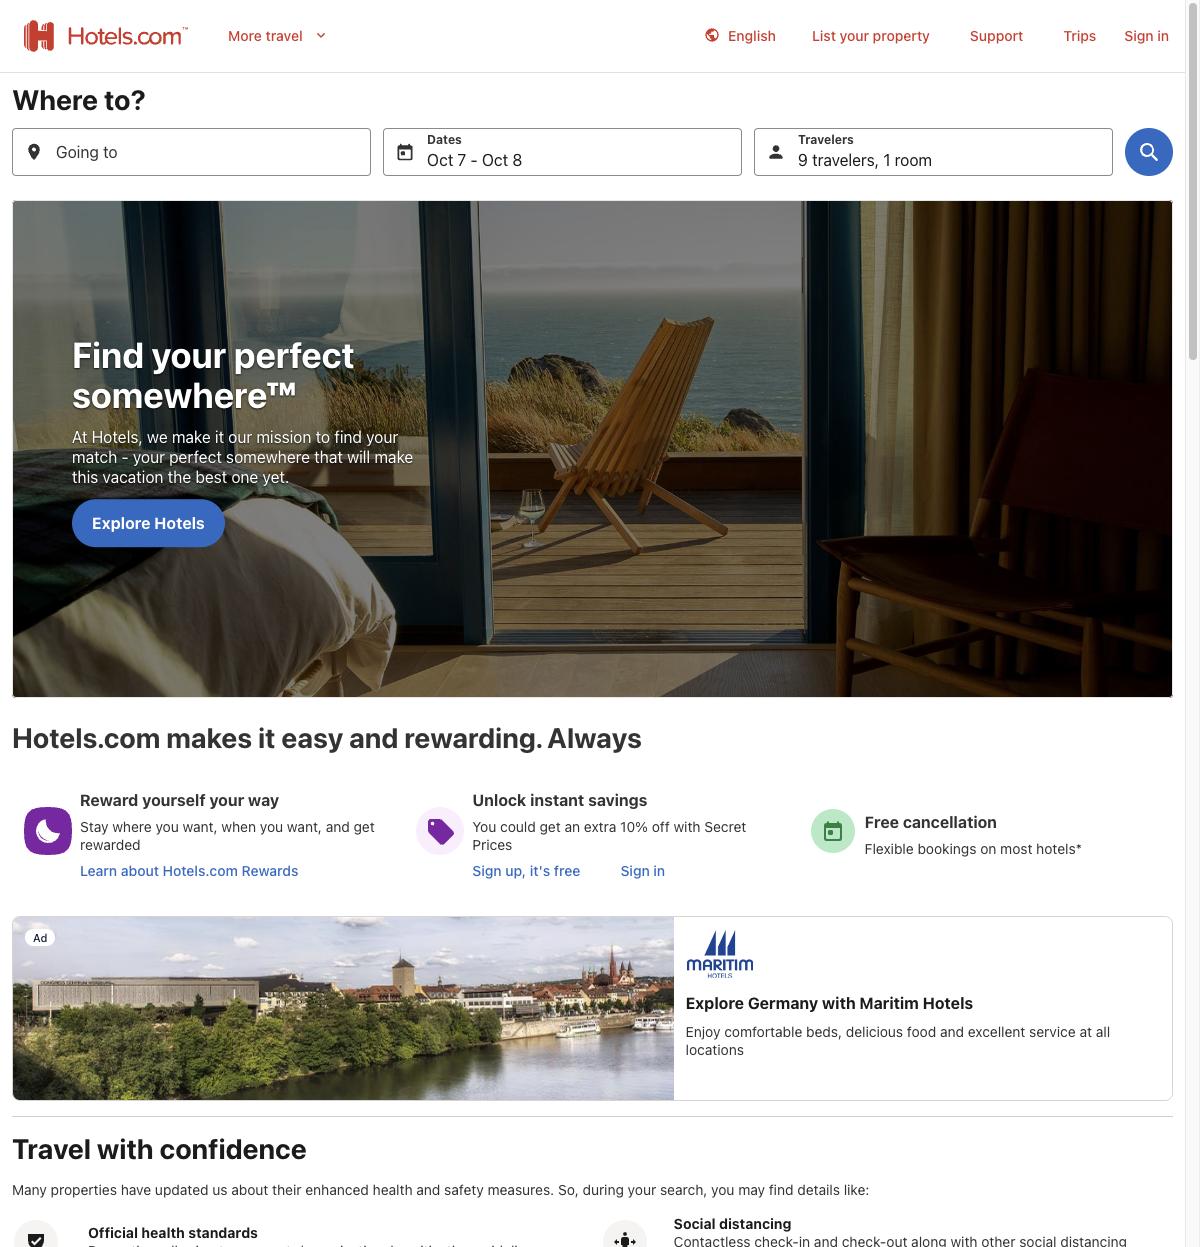 Hotels.com™
More travel
English
List your property
Support
Trips
Sign in
Where to?
Going to
Dates
Oct 7 - Oct 8
Travelers
9 travelers, 1 room
Find your perfect
somewhere™
At Hotels, we make it our mission to find your
match - your perfect somewhere that will make
this vacation the best one yet.
Explore Hotels
Hotels.com makes it easy and rewarding. Always
Reward yourself your way
Stay where you want, when you want, and get
rewarded
Learn about Hotels.com Rewards
Unlock instant savings
You could get an extra 10% off with Secret
Prices
Sign up, it's free
Sign in
Free cancellation
Flexible bookings on most hotels*
Ad
MARITIM
HOTELS
Explore Germany with Maritim Hotels
Enjoy comfortable beds, delicious food and excellent service at all
locations
Travel with confidence
Many properties have updated us about their enhanced health and safety measures. So, during your search, you may find details like:
Official health standards
Social distancing
Contactless check-in and check-out along with other social distancing